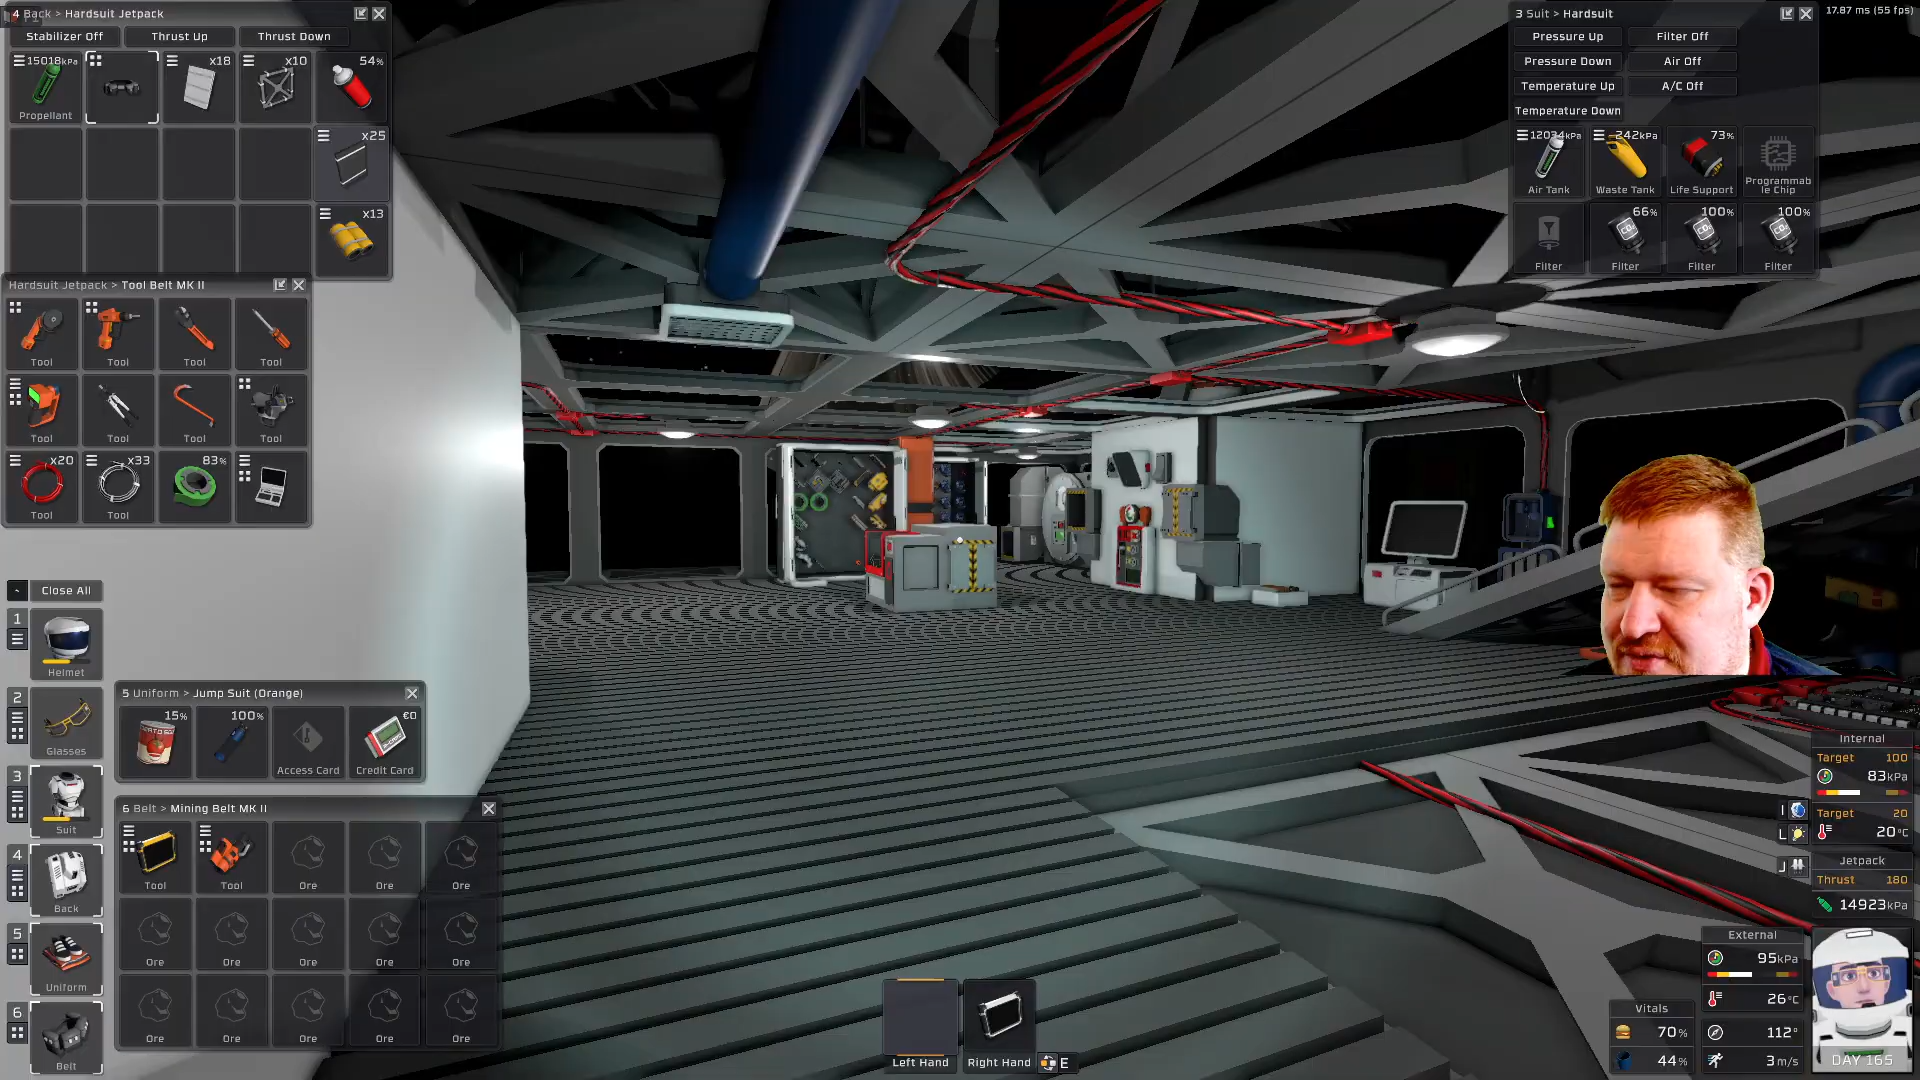 4 Back > Hardsuit Jetpack
Stabilizer Off
Thrust Up
Thrust Down
15018kPa
x18
x10
54%
Propellant
x25
x13
Hardsuit Jetpack > Tool Belt MK II
Tool
Tool
Tool
Tool
Tool
Tool
Tool
Tool
x20
x33
83%
Tool
Tool
Tool
Close All
1
Helmet
2
Glasses
3
Suit
4
Back
5
Uniform
6
Belt
5 Uniform > Jump Suit (Orange)
15%
100%
€0
Access Card
Credit Card
6 Belt > Mining Belt MK II
Tool
Tool
Ore
Ore
Ore
Ore
Ore
Ore
Ore
Ore
Ore
Ore
Ore
Ore
Ore
Left Hand
Right Hand
E
3 Suit > Hardsuit
17.87 ms (55 fps)
Pressure Up
Filter Off
Pressure Down
Air Off
Temperature Up
A/C Off
Temperature Down
12034kPa
242kPa
73%
Air Tank
Waste Tank
Life Support
Programmab
le Chip
66%
100%
100%
Filter
Filter
Filter
Filter
Internal
Target 100
83kPa
I
Target 20
L
20°C
Jetpack
J
Thrust 180
14923kPa
External
95kPa
26°C
Vitals
70%
112°
44%
3m/s
DAY 165